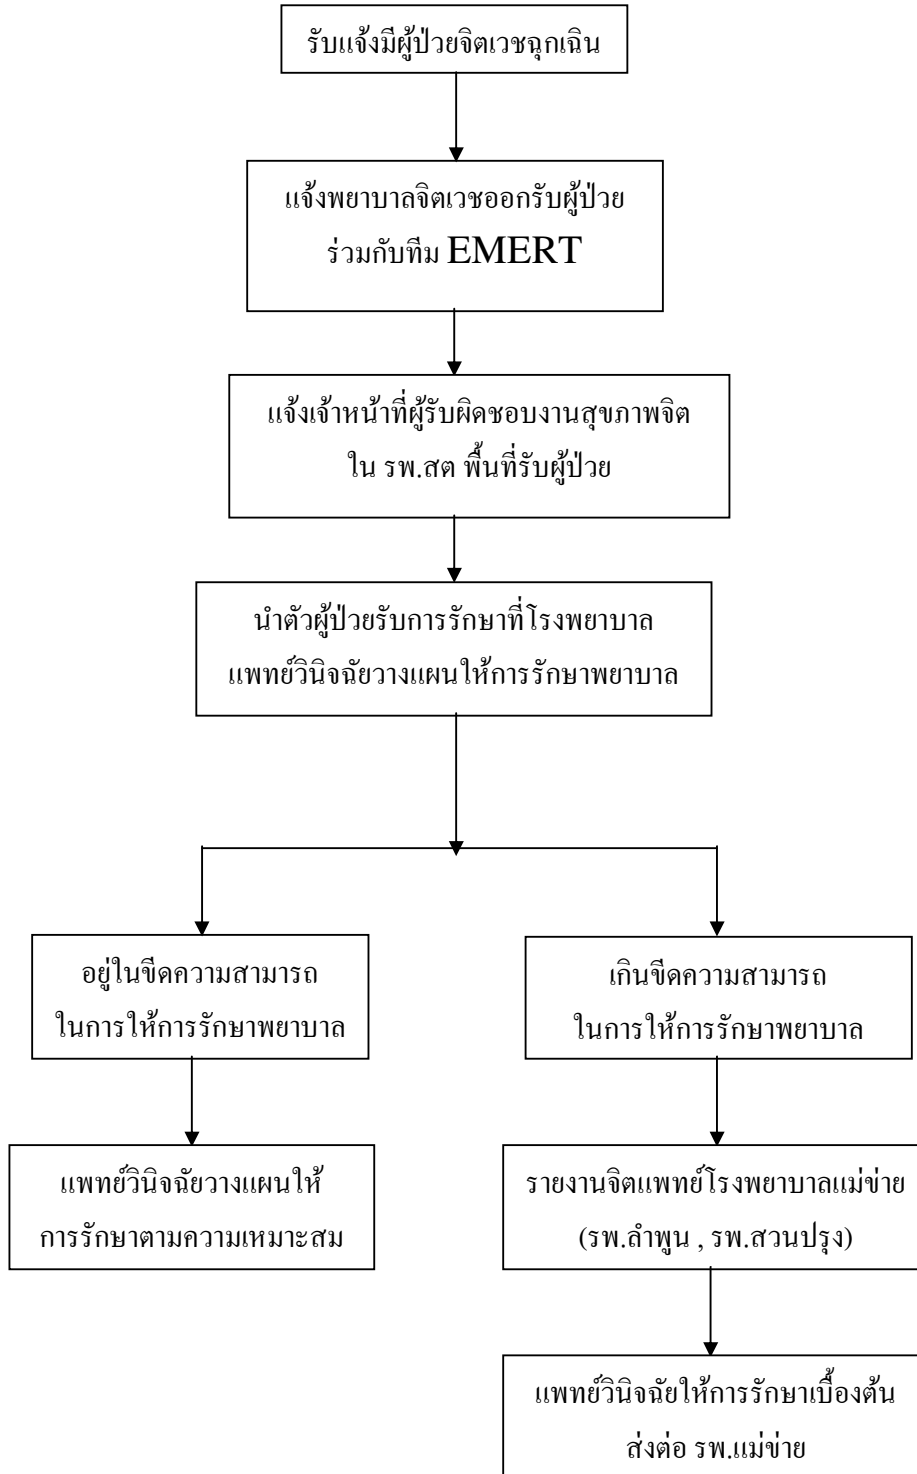 รับแจ้งมีผู้ป่วยจิตเวชฉุกเฉิน
แจ้งพยาบาลจิตเวชออกรับผู้ป่วย
ร่วมกับทีม EMERT
แจ้งเจ้าหน้าที่ผู้รับผิดชอบงานสุขภาพจิต
ใน รพ.สต พื้นที่รับผู้ป่วย
นำตัวผู้ป่วยรับการรักษาที่โรงพยาบาล
แพทย์วินิจฉัยวางแผนให้การรักษาพยาบาล
อยู่ในขีดความสามารถ
ในการให้การรักษาพยาบาล
เกินขีดความสามารถ
ในการให้การรักษาพยาบาล
แพทย์วินิจฉัยวางแผนให้
การรักษาตามความเหมาะสม
รายงานจิตแพทย์โรงพยาบาลแม่ข่าย
(รพ.ลำพูน , รพ.สวนปรุง)
แพทย์วินิจฉัยให้การรักษาเบื้องต้น
ส่งต่อ รพ.แม่ข่าย